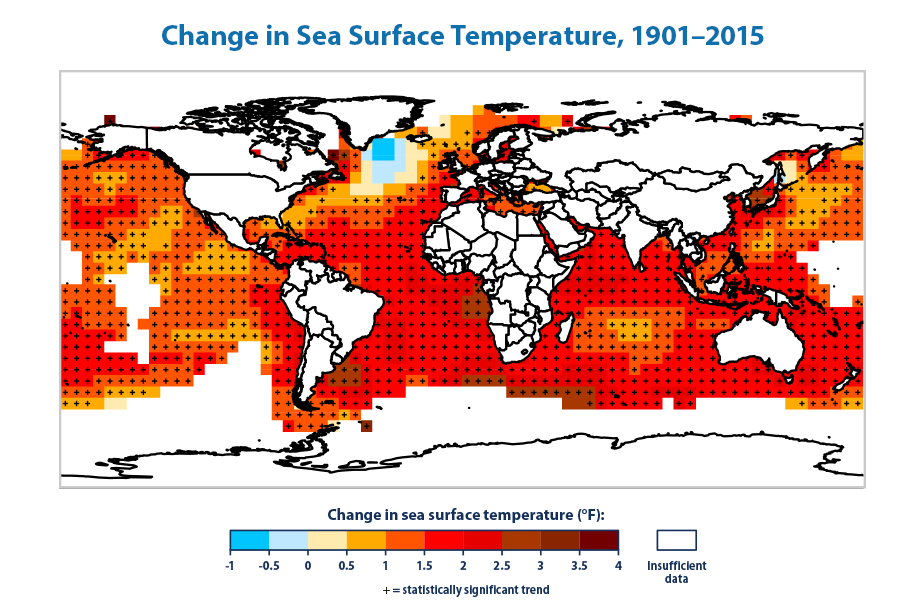 Change in Sea Surface Temperature, 1901–2015
Change in sea surface temperature (°F):
-1 -0.5 0 0.5 1 1.5 2 2.5 3 3.5 4
Insufficient
data
+ = statistically significant trend